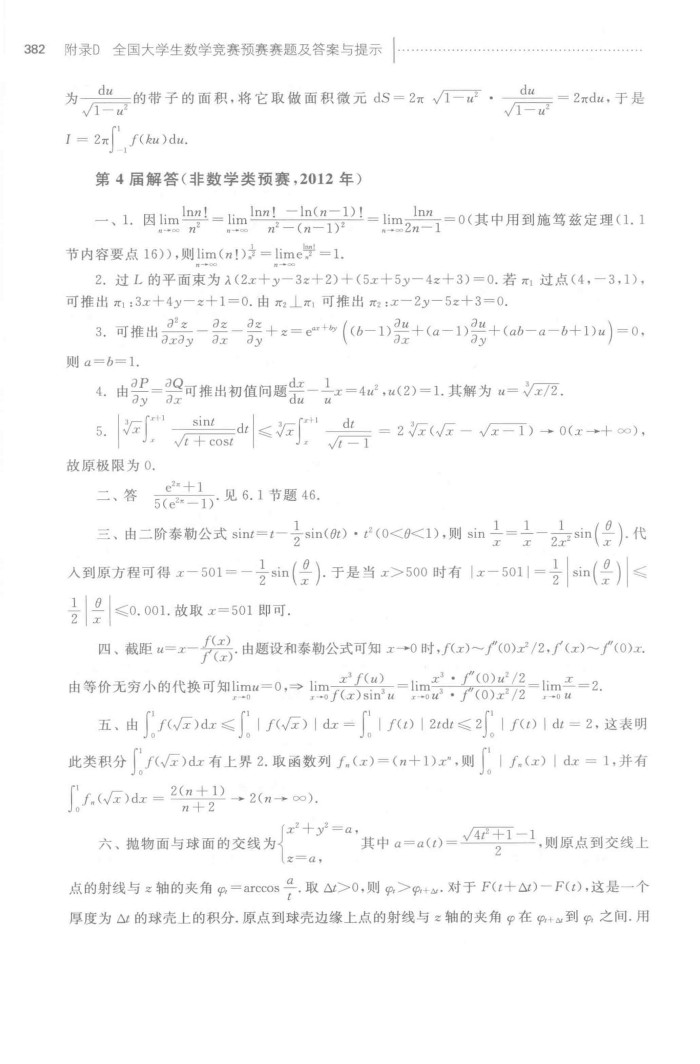 382 附录D 全国大学生数学竞赛预赛赛题及答案与提示
为 $\frac{du}{\sqrt{1-u^2}}$ 的带子的面积,将它取做面积微元 $dS=2\pi\sqrt{1-u^2}\cdot\frac{du}{\sqrt{1-u^2}}=2\pi du$,于是
$I=2\pi\int_{-1}^{1}f(ku)du.$
第 4 届解答(非数学类预赛,2012 年)
一、1. 因$\lim_{n\to\infty}\frac{\ln n!}{n^2}=\lim_{n\to\infty}\frac{\ln n!-\ln(n-1)!}{n^2-(n-1)^2}=\lim_{n\to\infty}\frac{\ln n}{2n-1}=0$(其中用到施笃兹定理(1.1
节内容要点 16)),则$\lim_{n\to\infty}(n!)^{\frac{1}{n^2}}=\lim_{n\to\infty}e^{\frac{\ln n!}{n^2}}=1.$
2. 过 L 的平面束为 $\lambda(2x+y-3z+2)+(5x+5y-4z+3)=0$.若 $\pi_1$ 过点(4,-3,1),
可推出 $\pi_1:3x+4y-z+1=0$.由 $\pi_2\perp\pi_1$ 可推出 $\pi_2:x-2y-5z+3=0$.
3. 可推出$\frac{\partial^2z}{\partial x\partial y}-\frac{\partial z}{\partial x}-\frac{\partial z}{\partial y}+z=e^{ax+by}\left((b-1)\frac{\partial u}{\partial x}+(a-1)\frac{\partial u}{\partial y}+(ab-a-b+1)u\right)=0$,
则 $a=b=1$.
4. 由$\frac{\partial P}{\partial y}=\frac{\partial Q}{\partial x}$可推出初值问题$\frac{dx}{du}-\frac{1}{u}x=4u^2,u(2)=1$.其解为 $u=\sqrt[3]{x/2}$.
5. $\left|\sqrt[3]{x}\int_x^{x+1}\frac{\sin t}{\sqrt{t+\cos t}}dt\right|\leqslant\sqrt[3]{x}\int_x^{x+1}\frac{dt}{\sqrt{t-1}}=2\sqrt[3]{x}(\sqrt{x}-\sqrt{x-1})\to0(x\to+\infty)$,
故原极限为 0.
二、答 $\frac{e^{2\pi}+1}{5(e^{2\pi}-1)}$.见 6.1 节题 46.
三、由二阶泰勒公式 $\sin t=t-\frac{1}{2}\sin(\theta t)\cdot t^2(0<\theta<1)$,则 $\sin\frac{1}{x}=\frac{1}{x}-\frac{1}{2x^2}\sin\left(\frac{\theta}{x}\right)$.代
入到原方程可得 $x-501=-\frac{1}{2}\sin\left(\frac{\theta}{x}\right)$.于是当 $x>500$ 时有 $|x-501|=\frac{1}{2}\left|\sin\left(\frac{\theta}{x}\right)\right|\leqslant$
$\frac{1}{2}\left|\frac{\theta}{x}\right|\leqslant0.001$.故取 $x=501$ 即可.
四、截距 $u=x-\frac{f(x)}{f'(x)}$.由题设和泰勒公式可知 $x\to0$ 时,$f(x)\sim f''(0)x^2/2,f'(x)\sim f''(0)x$.
由等价无穷小的代换可知$\lim_{x\to0}u=0,\Rightarrow\lim_{x\to0}\frac{x^3f(u)}{f(x)\sin^3u}=\lim_{x\to0}\frac{x^3\cdot f''(0)u^2/2}{u^3\cdot f''(0)x^2/2}=\lim_{x\to0}\frac{x}{u}=2.$
五、由$\int_0^1f(\sqrt{x})dx\leqslant\int_0^1|f(\sqrt{x})|dx=\int_0^1|f(t)|2tdt\leqslant2\int_0^1|f(t)|dt=2$,这表明
此类积分$\int_0^1f(\sqrt{x})dx$ 有上界 2.取函数列 $f_n(x)=(n+1)x^n$,则$\int_0^1|f_n(x)|dx=1$,并有
$\int_0^1f_n(\sqrt{x})dx=\frac{2(n+1)}{n+2}\to2(n\to\infty).$
六、抛物面与球面的交线为$\begin{cases}x^2+y^2=a,\\z=a,\end{cases}$其中 $a=a(t)=\frac{\sqrt{4t^2+1}-1}{2}$,则原点到交线上
点的射线与 z 轴的夹角 $\varphi_t=\arccos\frac{a}{t}$.取 $\Delta t>0$,则 $\varphi_t>\varphi_{t+\Delta t}$.对于 $F(t+\Delta t)-F(t)$,这是一个
厚度为 $\Delta t$ 的球壳上的积分.原点到球壳边缘上点的射线与 z 轴的夹角 $\varphi$ 在 $\varphi_{t+\Delta t}$到 $\varphi_t$ 之间.用